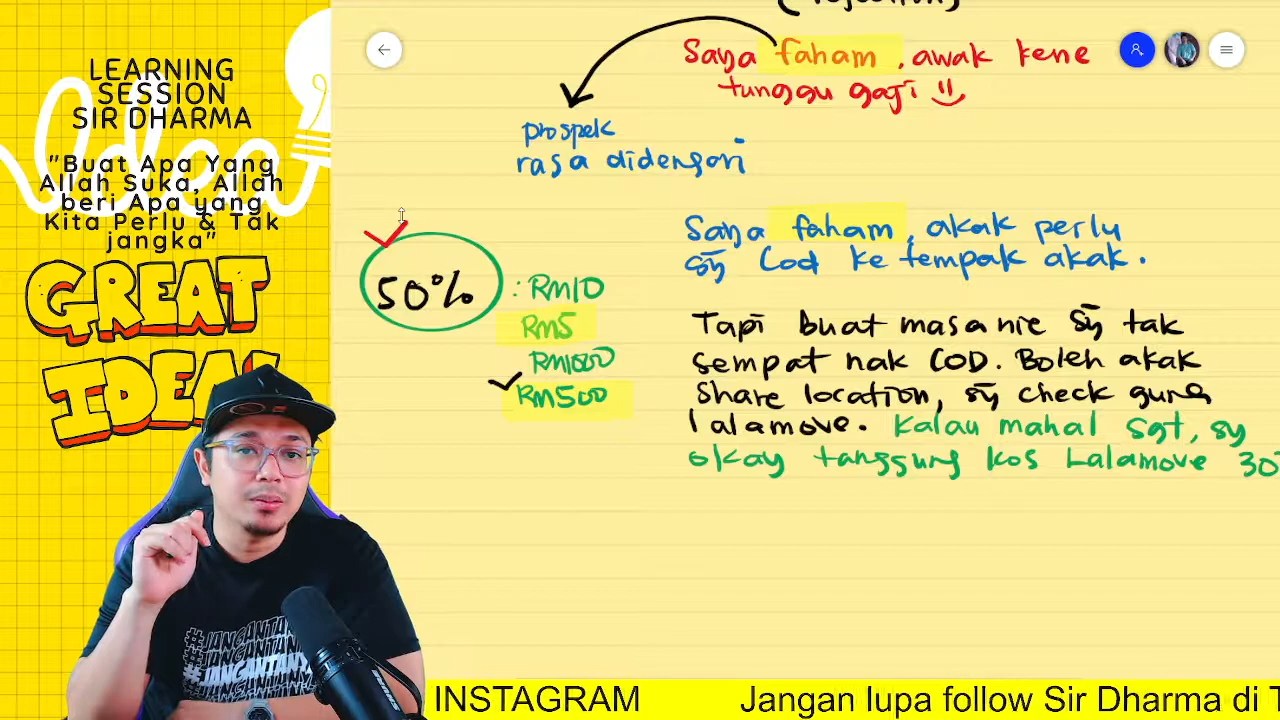 LEARNING
SESSION
SIR DHARMA
"Buat Apa Yang
Allah Suka, Allah
beri Apa yang
Kita Perlu & Tak
jangka"
GREAT
IDEA
Saya faham, awak kene
tunggu gaji
prospek
rasa didengari
50% : RM10
RM5
RM1000
RM500
Saya faham, akak perlu
sy COD ke tempak akak.
Tapi buat masa nie sy tak
sempat nak COD. Boleh akak
share location, sy check guna
lalamove. Kalau mahal sgt, sy
okay tanggung kos Lalamove 30
#JANGANTANYA
INSTAGRAM Jangan lupa follow Sir Dharma di T